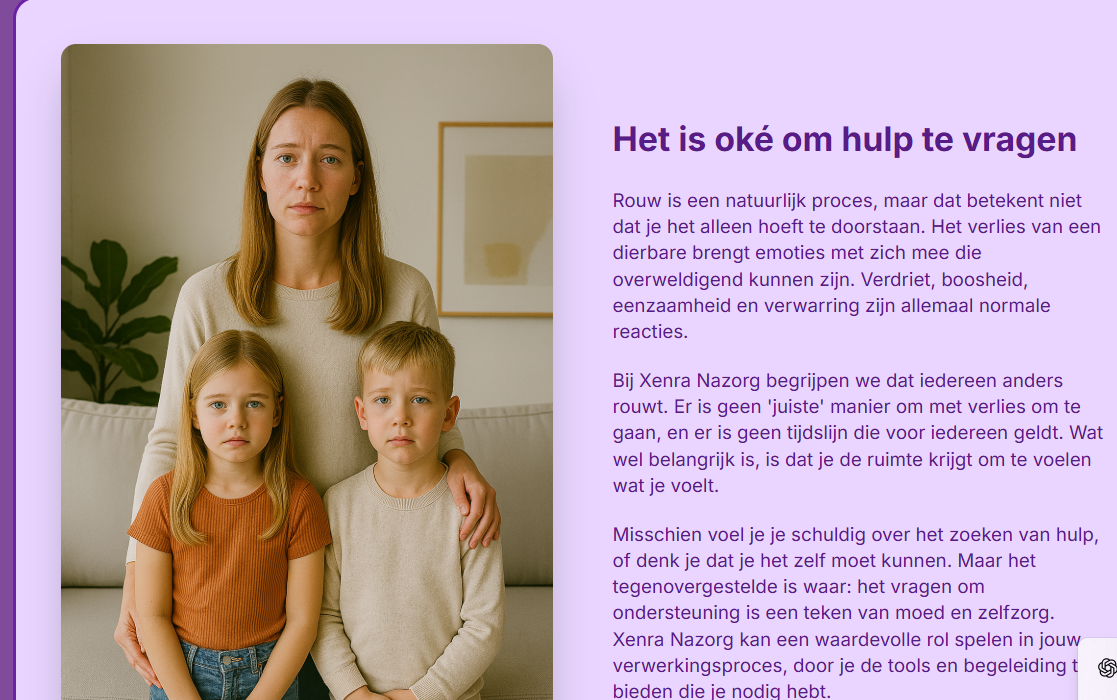 Het is oké om hulp te vragen
Rouw is een natuurlijk proces, maar dat betekent niet
dat je het alleen hoeft te doorstaan. Het verlies van een
dierbare brengt emoties met zich mee die
overweldigend kunnen zijn. Verdriet, boosheid,
eenzaamheid en verwarring zijn allemaal normale
reacties.
Bij Xenra Nazorg begrijpen we dat iedereen anders
rouwt. Er is geen 'juiste' manier om met verlies om te
gaan, en er is geen tijdslijn die voor iedereen geldt. Wat
wel belangrijk is, is dat je de ruimte krijgt om te voelen
wat je voelt.
Misschien voel je je schuldig over het zoeken van hulp,
of denk je dat je het zelf moet kunnen. Maar het
tegenovergestelde is waar: het vragen om
ondersteuning is een teken van moed en zelfzorg.
Xenra Nazorg kan een waardevolle rol spelen in jouw
verwerkingsproces, door je de tools en begeleiding
bieden die je nodig hebt.